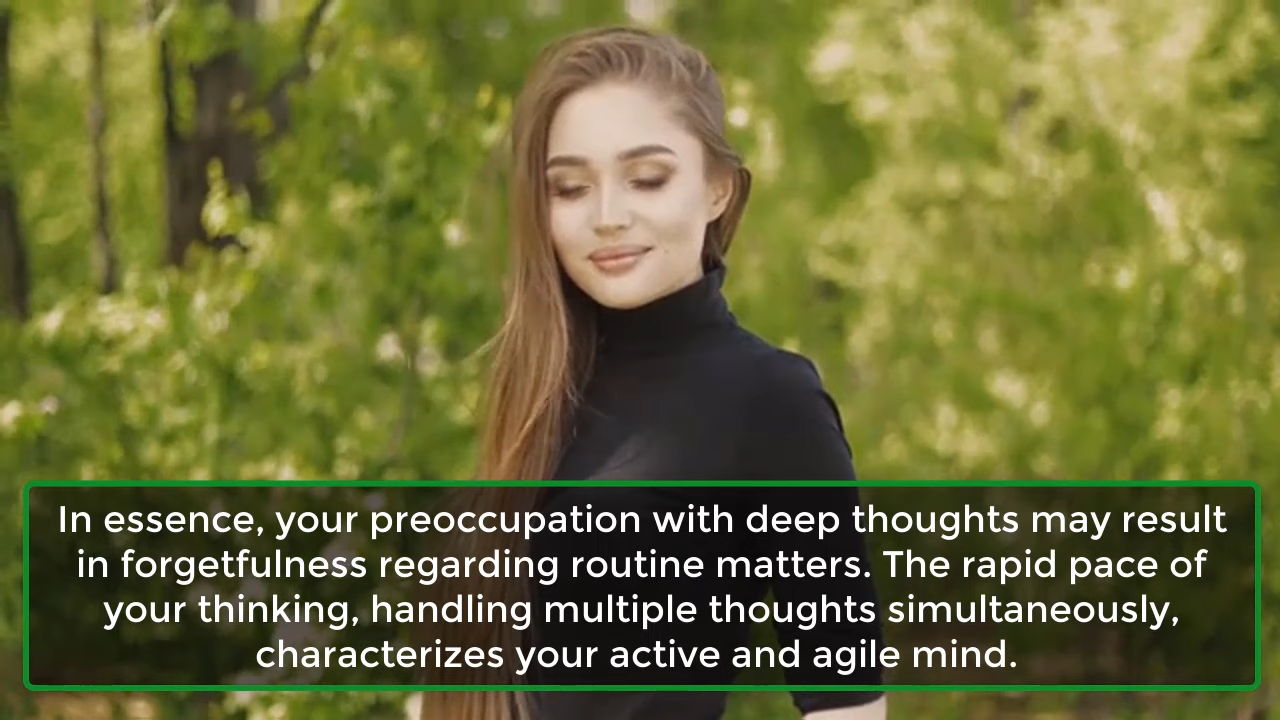 In essence, your preoccupation with deep thoughts may result
in forgetfulness regarding routine matters. The rapid pace of
your thinking, handling multiple thoughts simultaneously,
characterizes your active and agile mind.